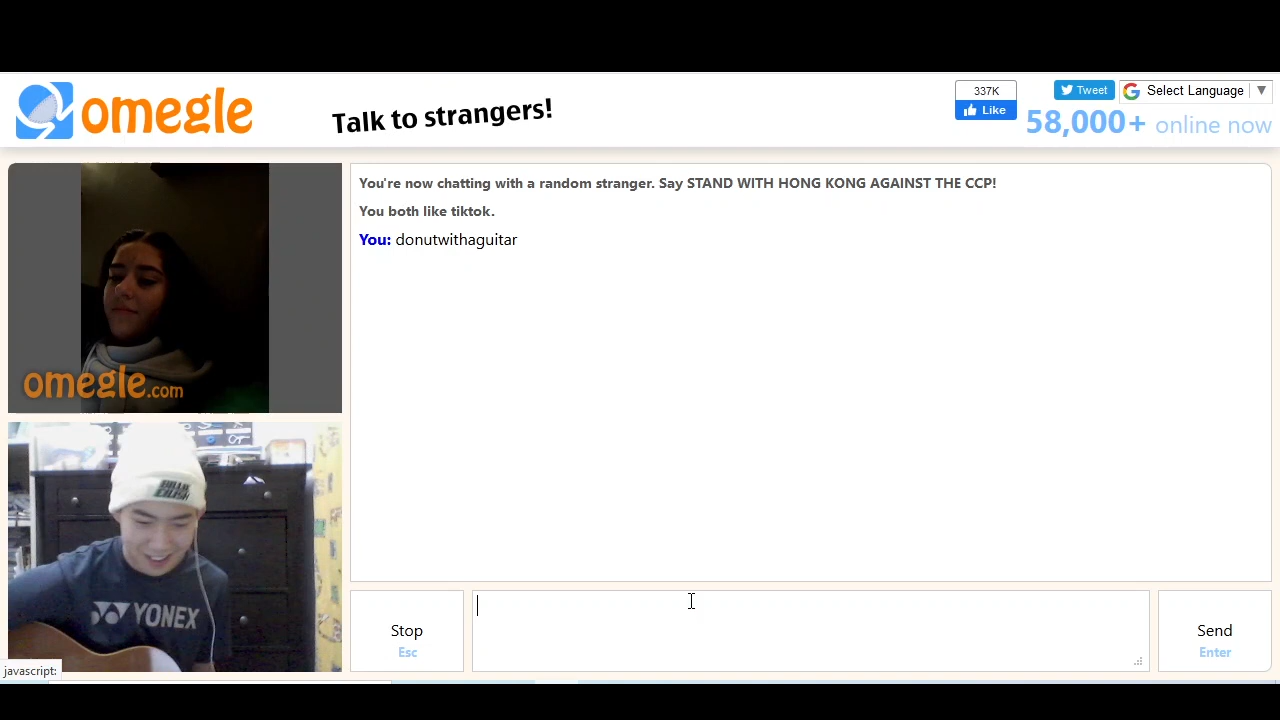 omegle
Talk to strangers!
337K
Like
Tweet
Select Language
58,000+ online now
You're now chatting with a random stranger. Say STAND WITH HONG KONG AGAINST THE CCP!
You both like tiktok.
You: donutwithaguitar
omegle.com
BILLIE
EILISH
YONEX
Stop
Esc
Send
Enter
javascript: